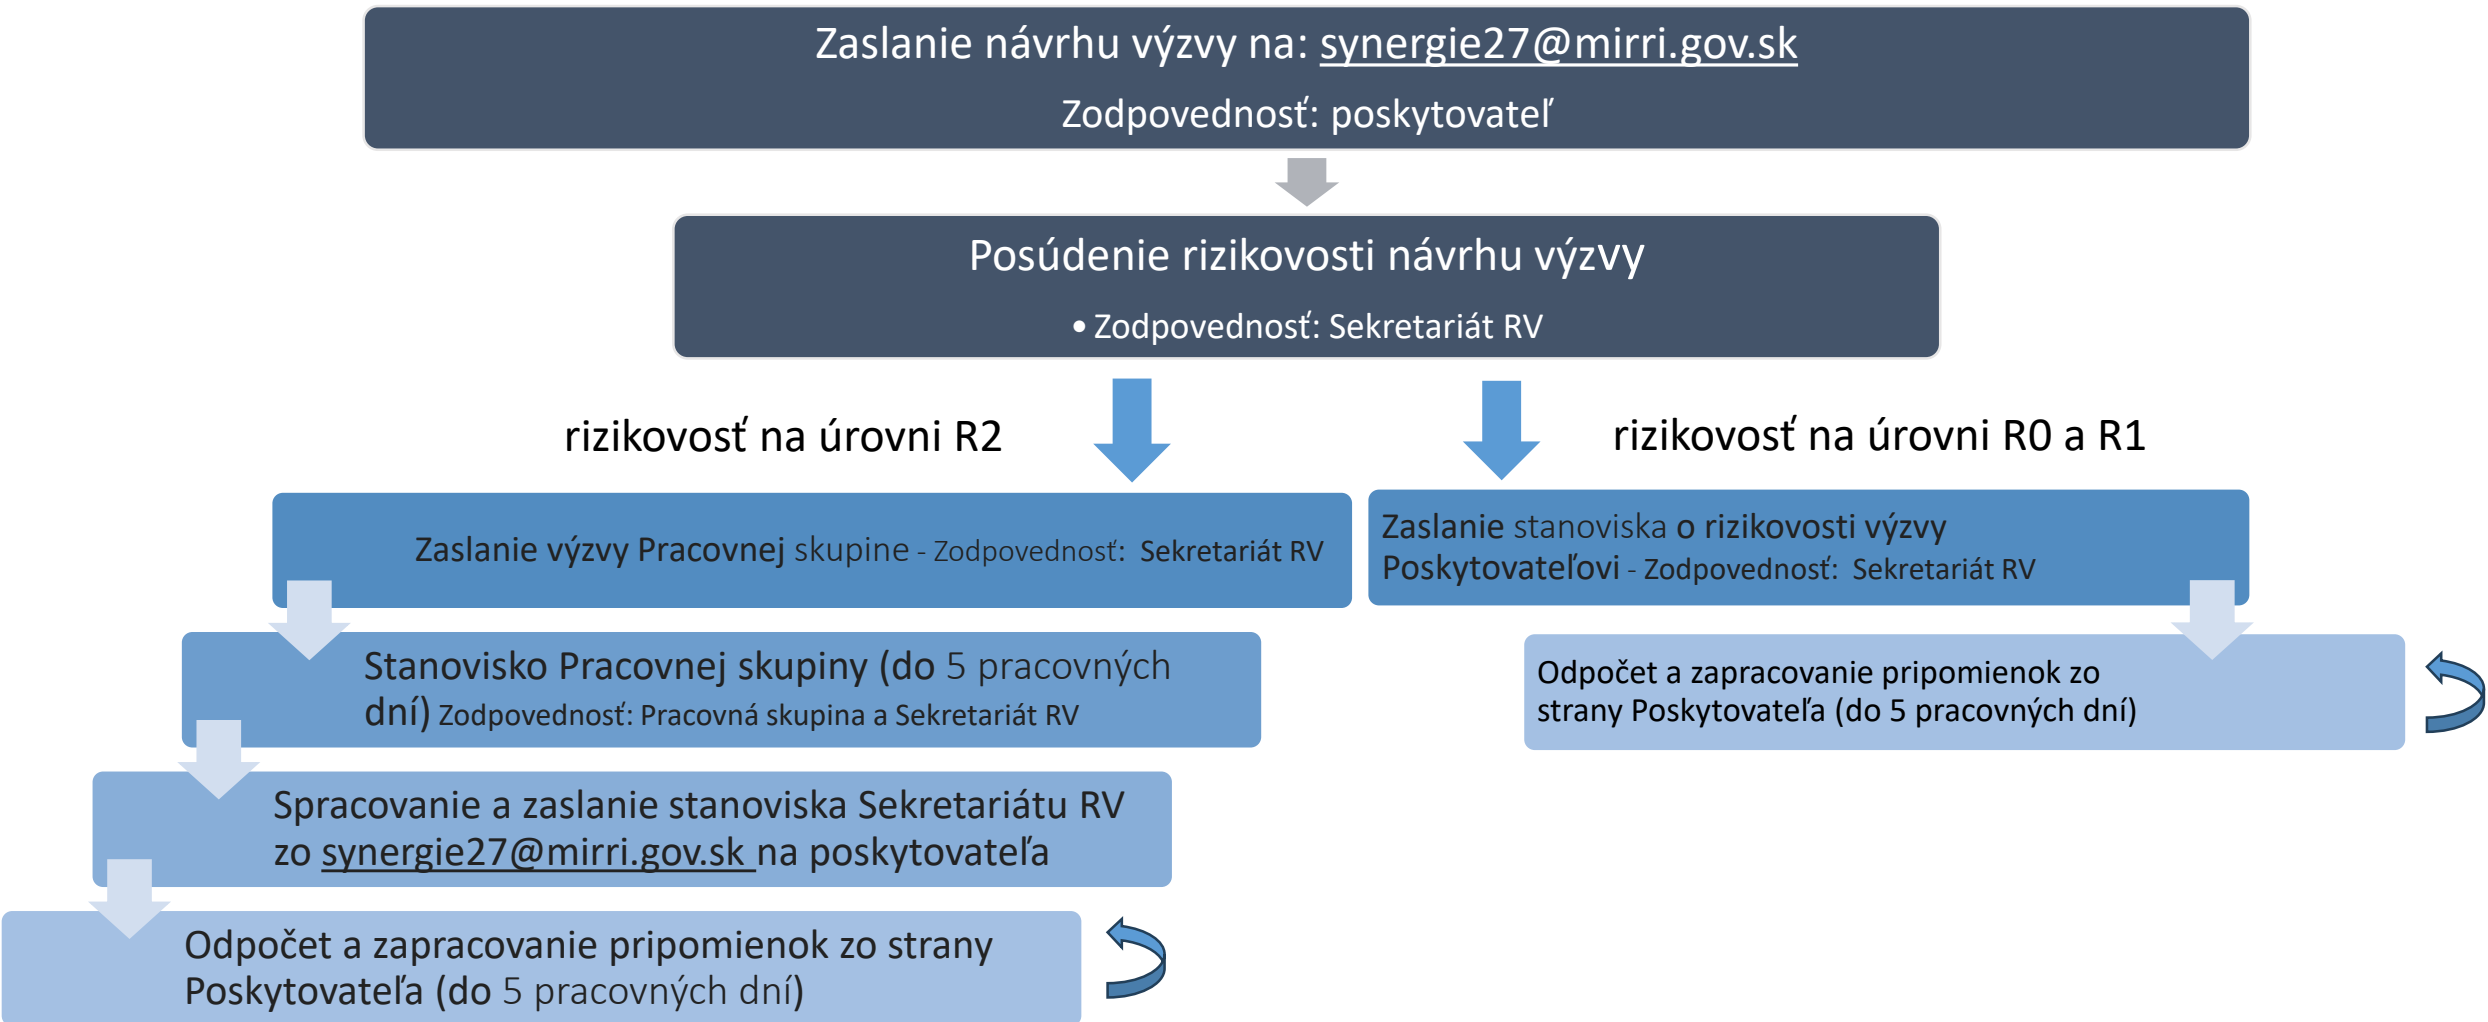 Zaslanie návrhu výzvy na: synergie27@mirri.gov.sk
Zodpovednosť: poskytovateľ
Posúdenie rizikovosti návrhu výzvy
• Zodpovednosť: Sekretariát RV
rizikovosť na úrovni R2
rizikovosť na úrovni R0 a R1
Zaslanie výzvy Pracovnej skupine - Zodpovednosť: Sekretariát RV
Zaslanie stanoviska o rizikovosti výzvy
Poskytovateľovi - Zodpovednosť: Sekretariát RV
Stanovisko Pracovnej skupiny (do 5 pracovných
dní) Zodpovednosť: Pracovná skupina a Sekretariát RV
Odpočet a zapracovanie pripomienok zo
strany Poskytovateľa (do 5 pracovných dní)
Spracovanie a zaslanie stanoviska Sekretariátu RV
zo synergie27@mirri.gov.sk na poskytovateľa
Odpočet a zapracovanie pripomienok zo strany
Poskytovateľa (do 5 pracovných dní)